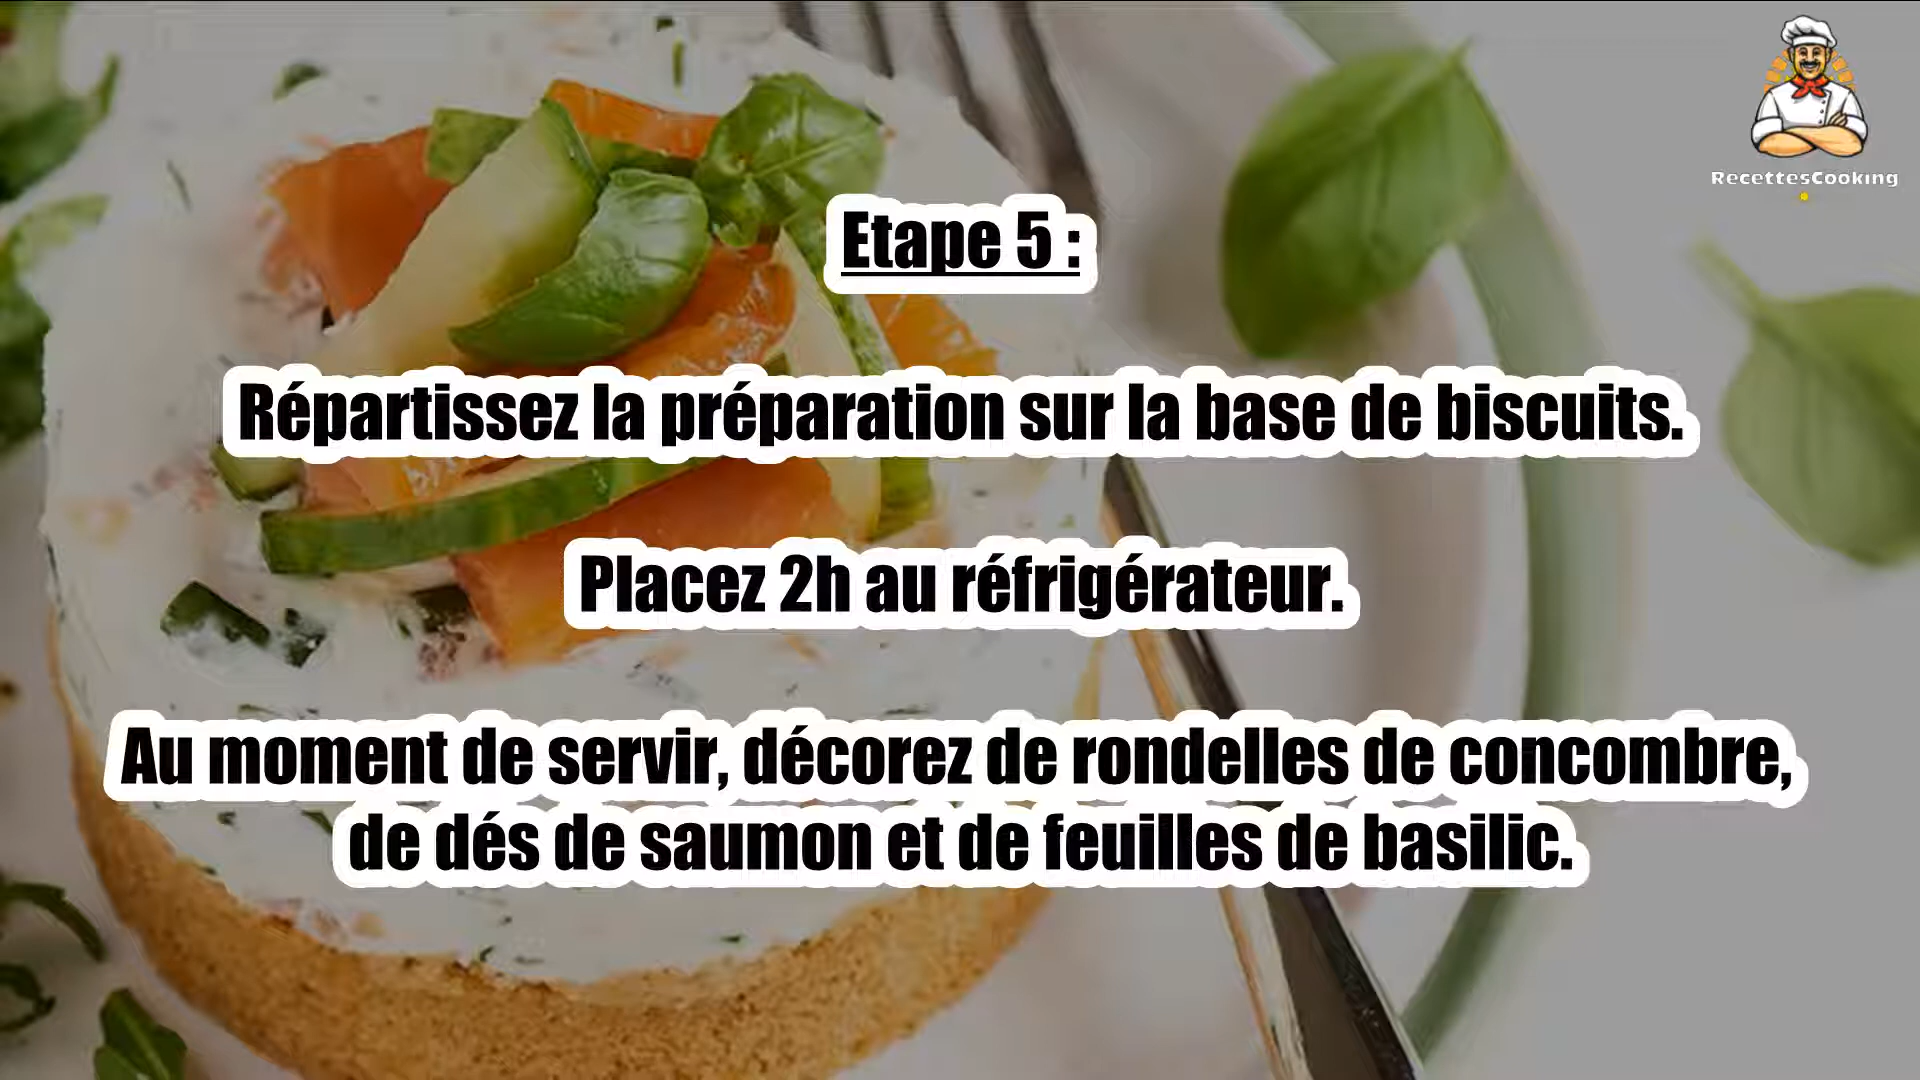 RecettesCooking
Etape 5 :
Répartissez la préparation sur la base de biscuits.
Placez 2h au réfrigérateur.
Au moment de servir, décorez de rondelles de concombre,
de dés de saumon et de feuilles de basilic.